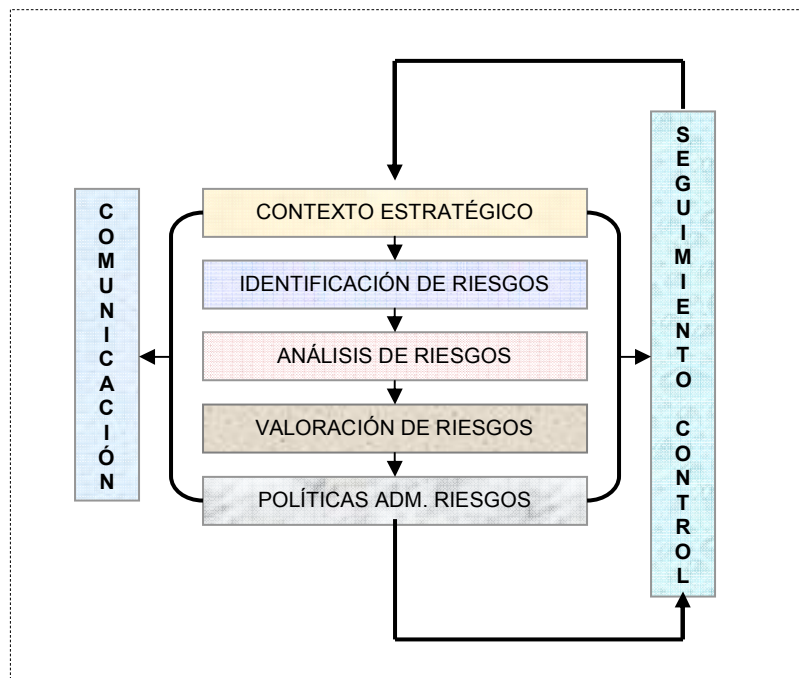 COMUNICACIÓN
CONTEXTO ESTRATÉGICO
IDENTIFICACIÓN DE RIESGOS
ANÁLISIS DE RIESGOS
VALORACIÓN DE RIESGOS
POLÍTICAS ADM. RIESGOS
SEGUIMIENTO CONTROL